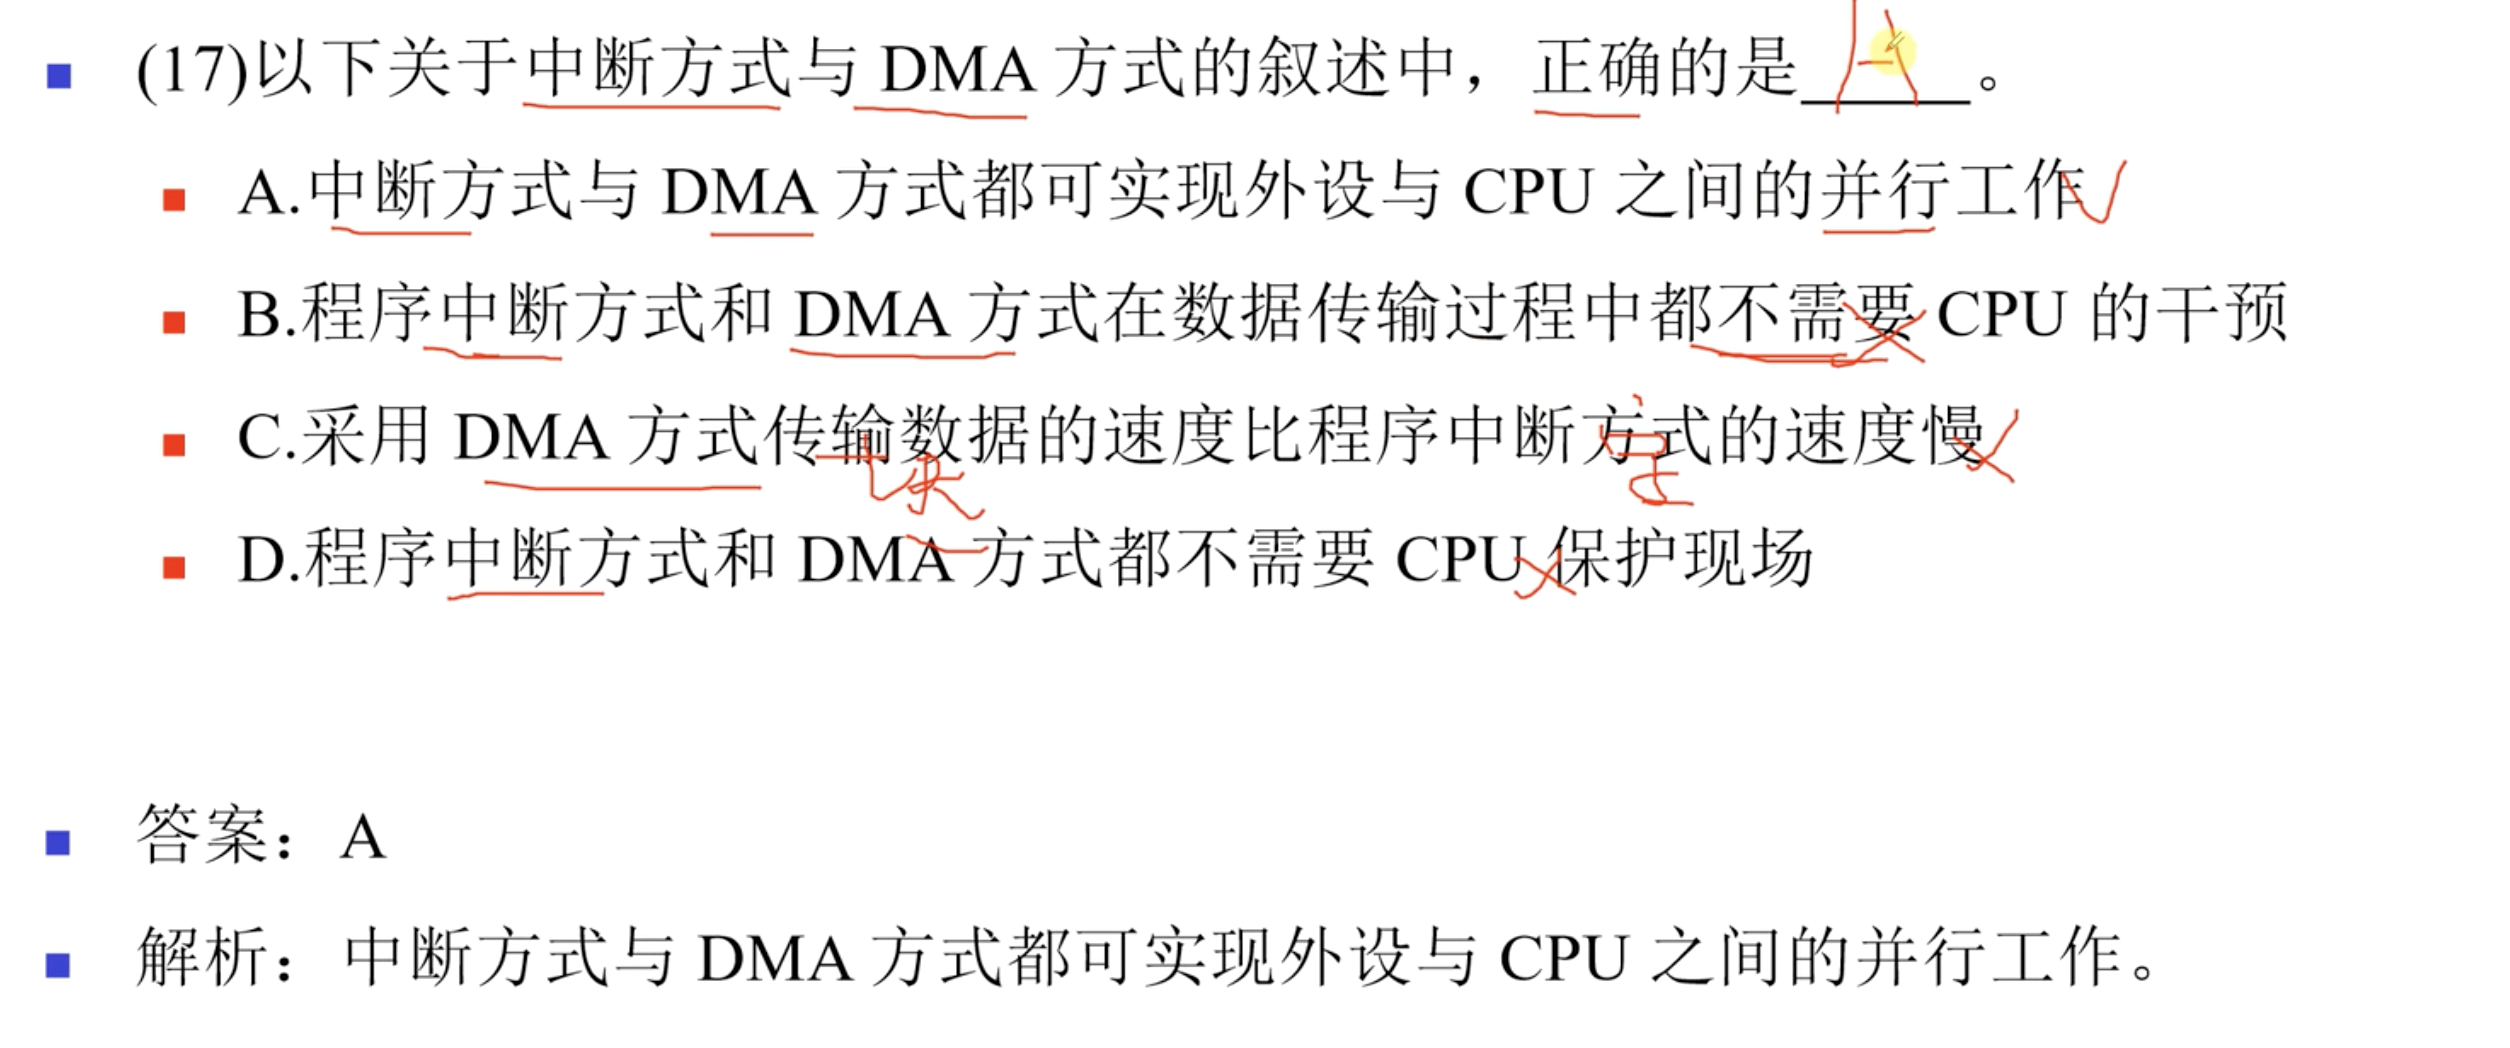 (17)以下关于中断方式与 DMA 方式的叙述中，正确的是 A 。
A.中断方式与 DMA 方式都可实现外设与 CPU 之间的并行工作
B.程序中断方式和 DMA 方式在数据传输过程中都不需要 CPU 的干预
C.采用 DMA 方式传输数据的速度比程序中断方式的速度慢
D.程序中断方式和 DMA 方式都不需要 CPU 保护现场
答案：A
解析：中断方式与 DMA 方式都可实现外设与 CPU 之间的并行工作。